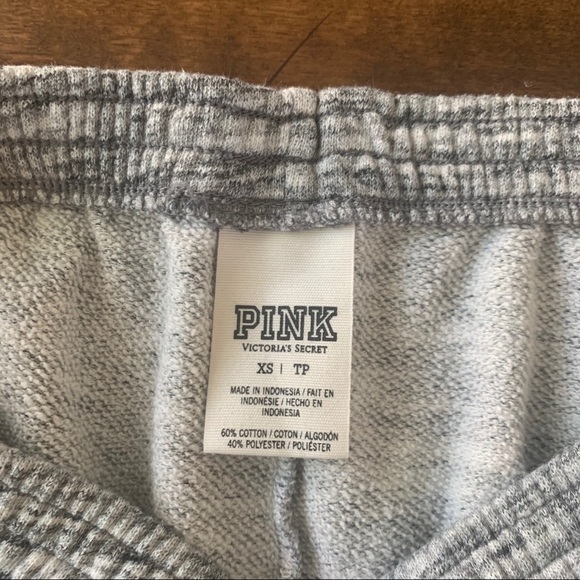 PINK
VICTORIA'S SECRET
XS | TP
MADE IN INDONESIA / FAIT EN
INDONÉSIE / HECHO EN
INDONESIA
60% COTTON / COTON / ALGODÓN
40% POLYESTER / POLIÉSTER